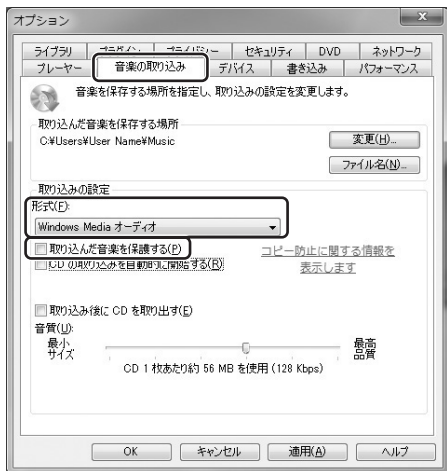 オプション
ライブラリ プラグイン プライバシー セキュリティ DVD ネットワーク
プレーヤー 音楽の取り込み デバイス 書き込み パフォーマンス
音楽を保存する場所を指定し、取り込みの設定を変更します。
取り込んだ音楽を保存する場所
C:¥Users¥User Name¥Music
変更(H)...
ファイル名(N)...
取り込みの設定
形式(F):
Windows Media オーディオ
取り込んだ音楽を保護する(P)
コピー防止に関する情報を
表示します
CD の取り込みを自動的に開始する(R)
取り込み後に CD を取り出す(E)
音質(U):
最小
サイズ
最高
品質
CD 1 枚あたり約 56 MB を使用 (128 Kbps)
OK キャンセル 適用(A) ヘルプ